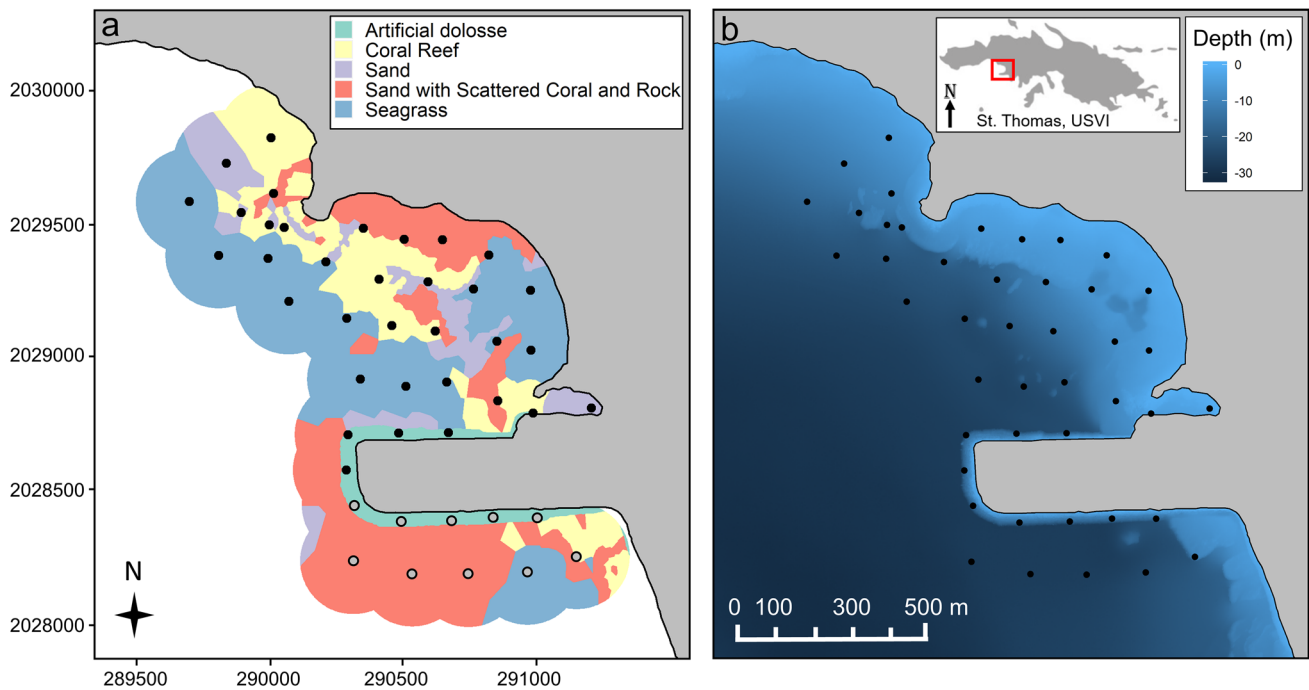 a
Artificial dolosse
Coral Reef
Sand
Sand with Scattered Coral and Rock
Seagrass
2030000
2029500
2029000
2028500
2028000
N
289500
290000
290500
291000
b
N
St. Thomas, USVI
Depth (m)
0
-10
-20
-30
0 100 300 500 m